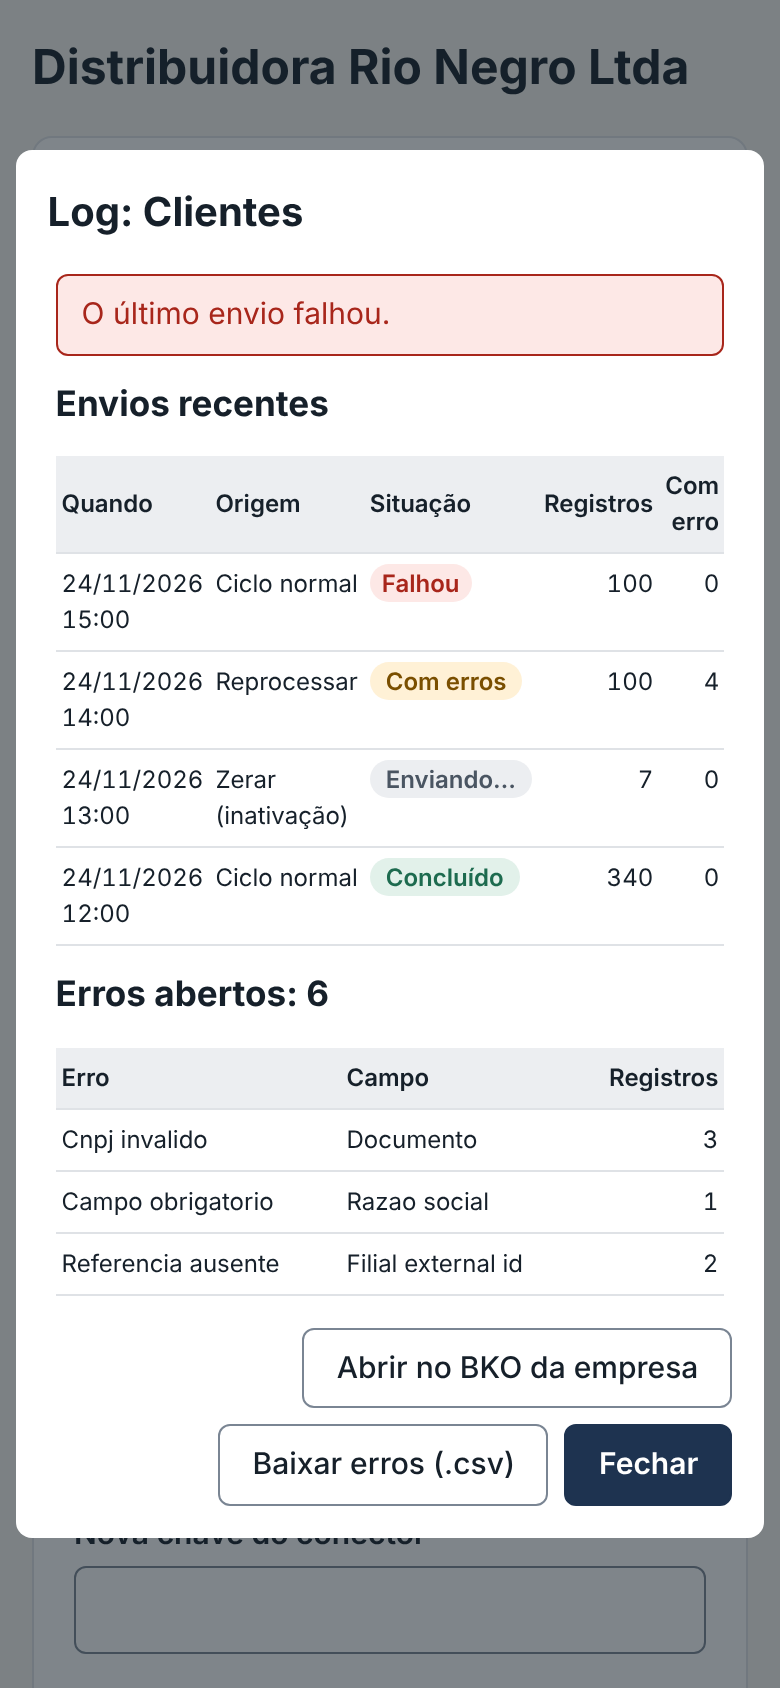 Distribuidora Rio Negro Ltda
Log: Clientes
O último envio falhou.
Envios recentes
Quando Origem Situação Registros Com erro
24/11/2026 15:00 Ciclo normal Falhou 100 0
24/11/2026 14:00 Reprocessar Com erros 100 4
24/11/2026 13:00 Zerar (inativação) Enviando... 7 0
24/11/2026 12:00 Ciclo normal Concluído 340 0
Erros abertos: 6
Erro Campo Registros
Cnpj invalido Documento 3
Campo obrigatorio Razao social 1
Referencia ausente Filial external id 2
Abrir no BKO da empresa
Baixar erros (.csv) Fechar
Nova chave do conector